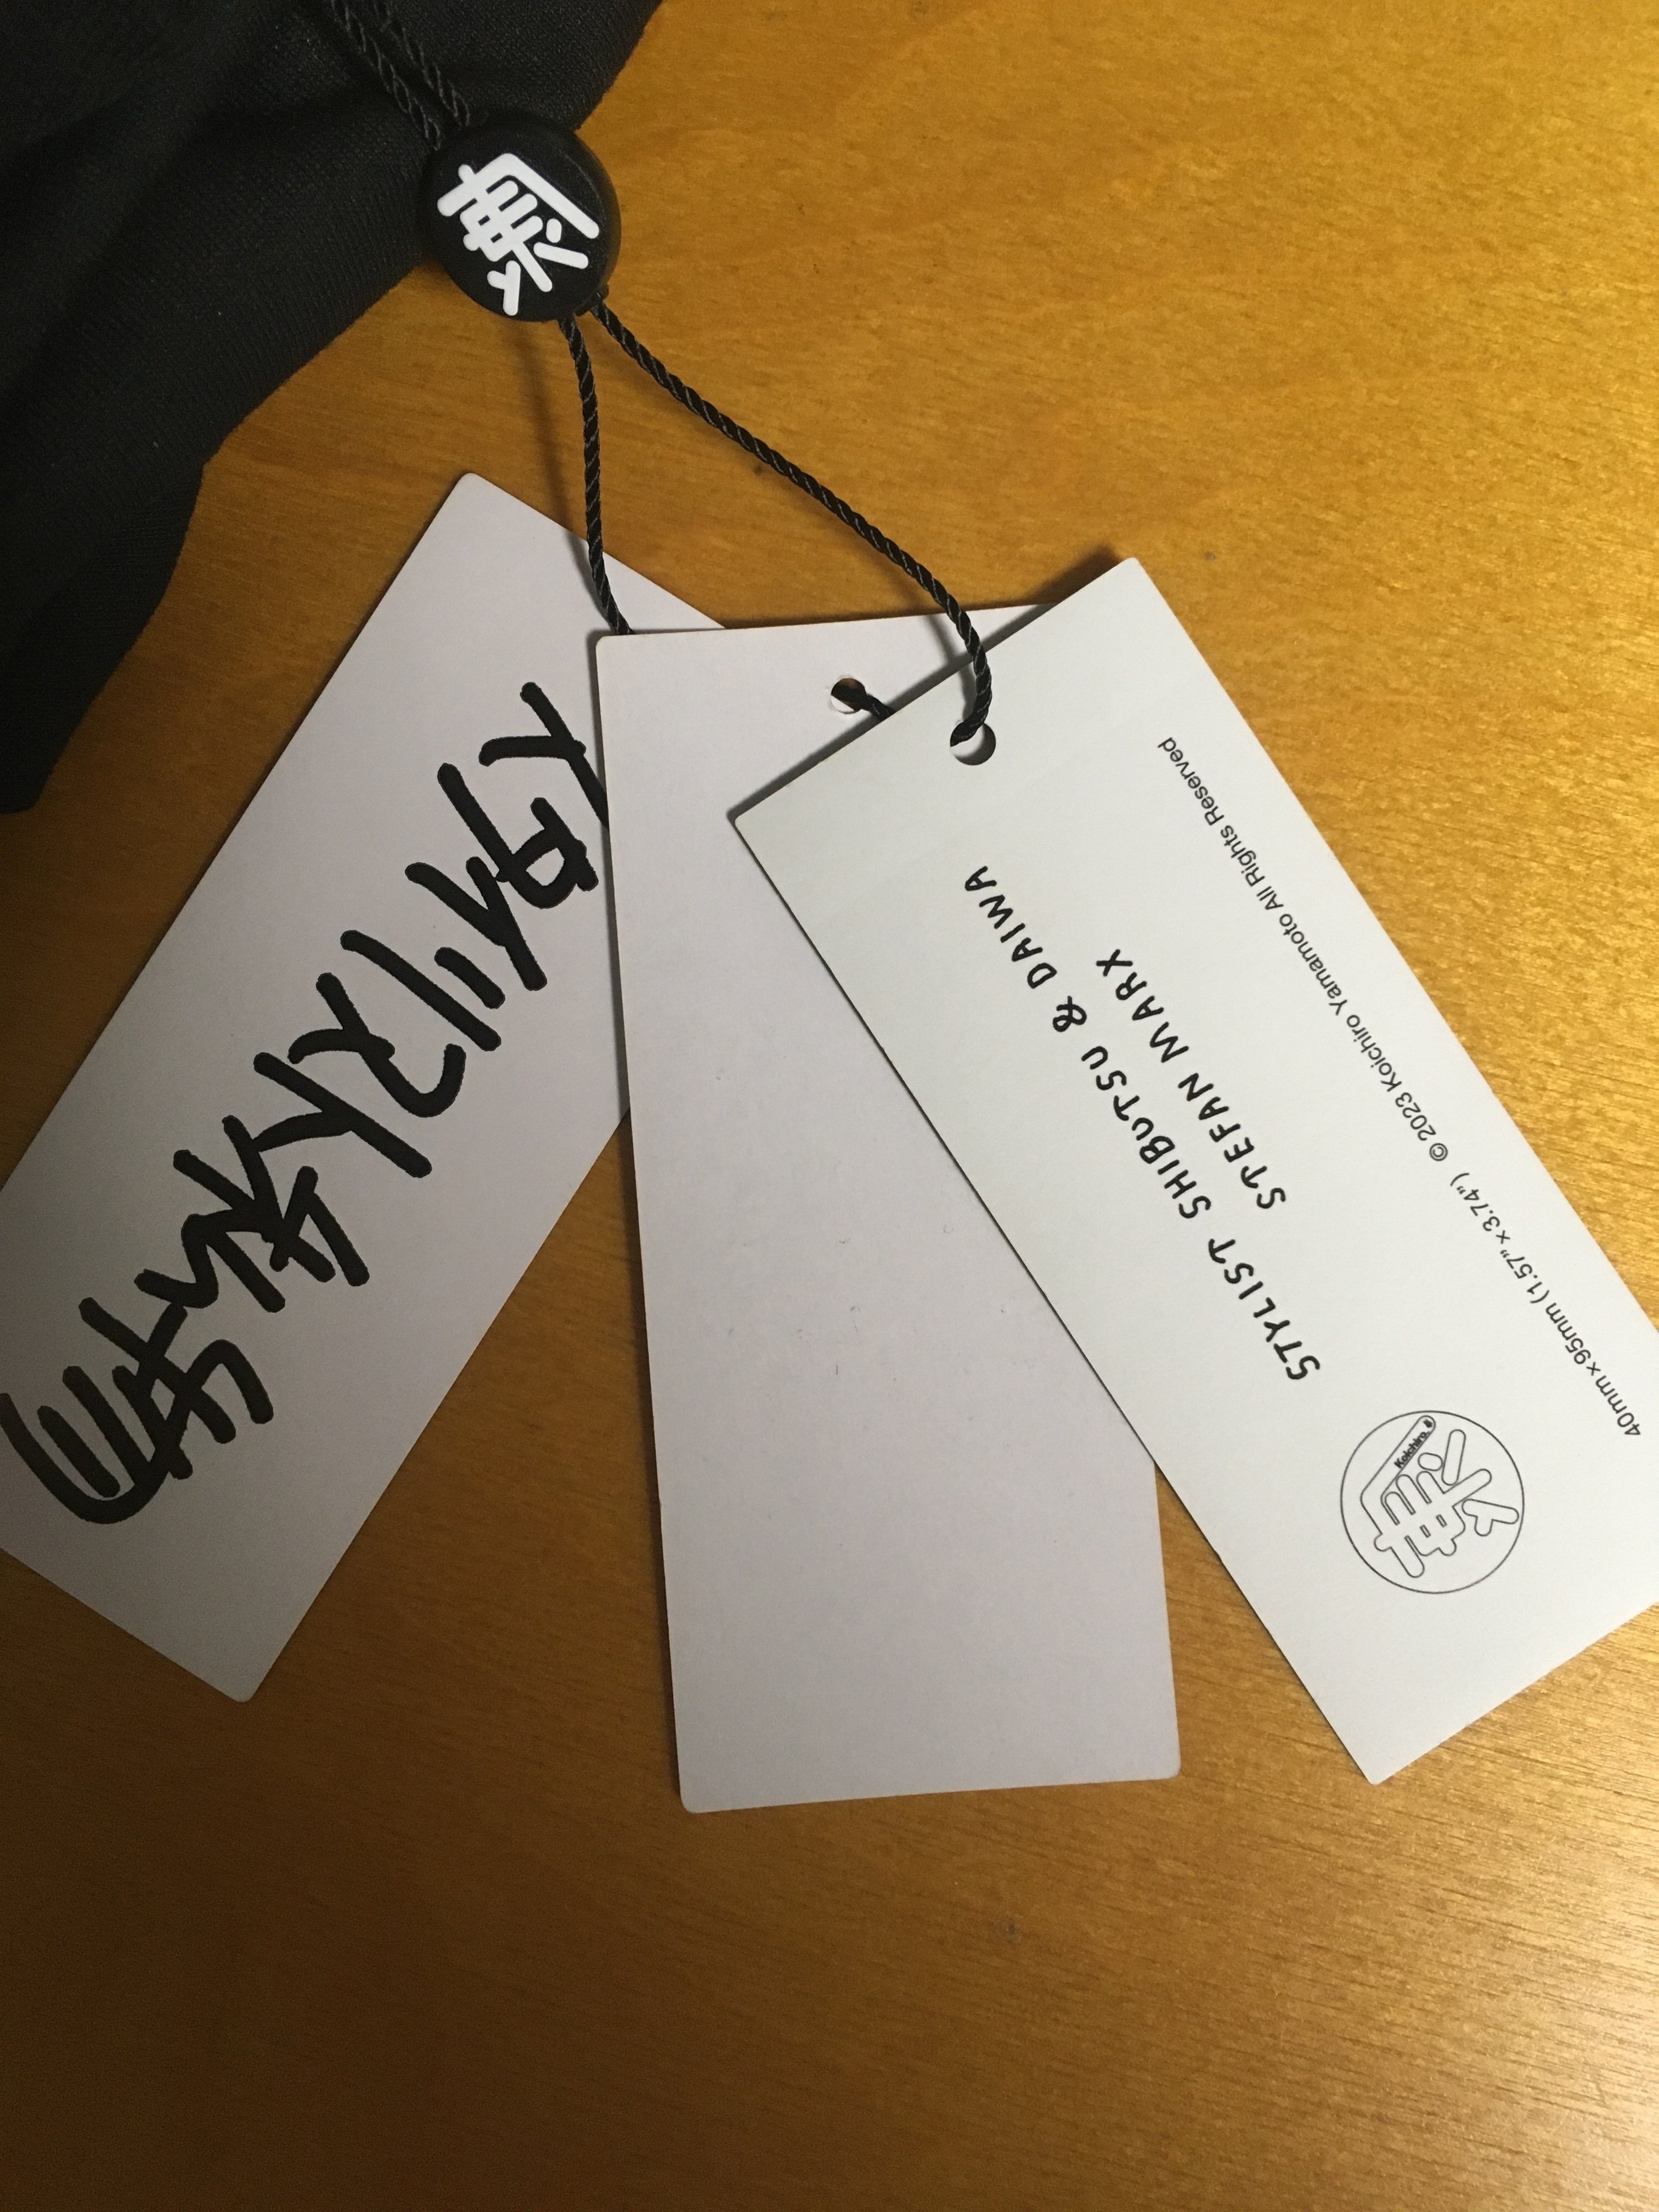 スタイリスト私物
STYLIST SHIBUTSU & DAIWA
STEFAN MARX
Koichiro
40mm x 95mm (1.57" x 3.74") © 2023 Koichiro Yamamoto All Rights Reserved